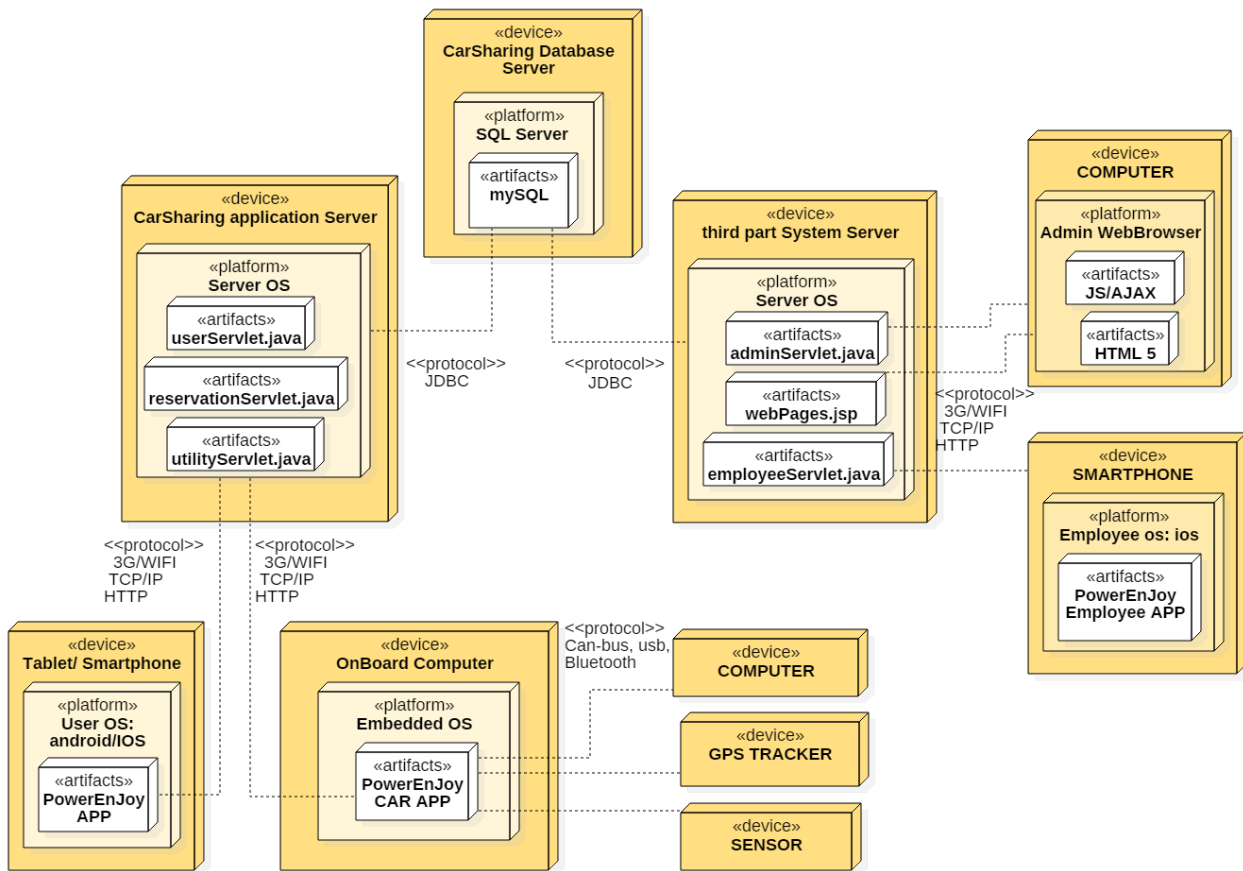 «device»
CarSharing Database
Server
«platform»
SQL Server
«artifacts»
mySQL
«device»
CarSharing application Server
«platform»
Server OS
«artifacts»
userServlet.java
«artifacts»
reservationServlet.java
«artifacts»
utilityServlet.java
<<protocol>>
JDBC
<<protocol>>
JDBC
«device»
third part System Server
«platform»
Server OS
«artifacts»
adminServlet.java
«artifacts»
webPages.jsp
«artifacts»
employeeServlet.java
«device»
COMPUTER
«platform»
Admin WebBrowser
«artifacts»
JS/AJAX
«artifacts»
HTML 5
<<protocol>>
3G/WIFI
TCP/IP
HTTP
«device»
SMARTPHONE
«platform»
Employee os: ios
«artifacts»
PowerEnJoy
Employee APP
<<protocol>>
3G/WIFI
TCP/IP
HTTP
<<protocol>>
3G/WIFI
TCP/IP
HTTP
«device»
Tablet/ Smartphone
«platform»
User OS:
android/IOS
«artifacts»
PowerEnJoy
APP
«device»
OnBoard Computer
«platform»
Embedded OS
«artifacts»
PowerEnJoy
CAR APP
<<protocol>>
Can-bus, usb,
Bluetooth
«device»
COMPUTER
«device»
GPS TRACKER
«device»
SENSOR